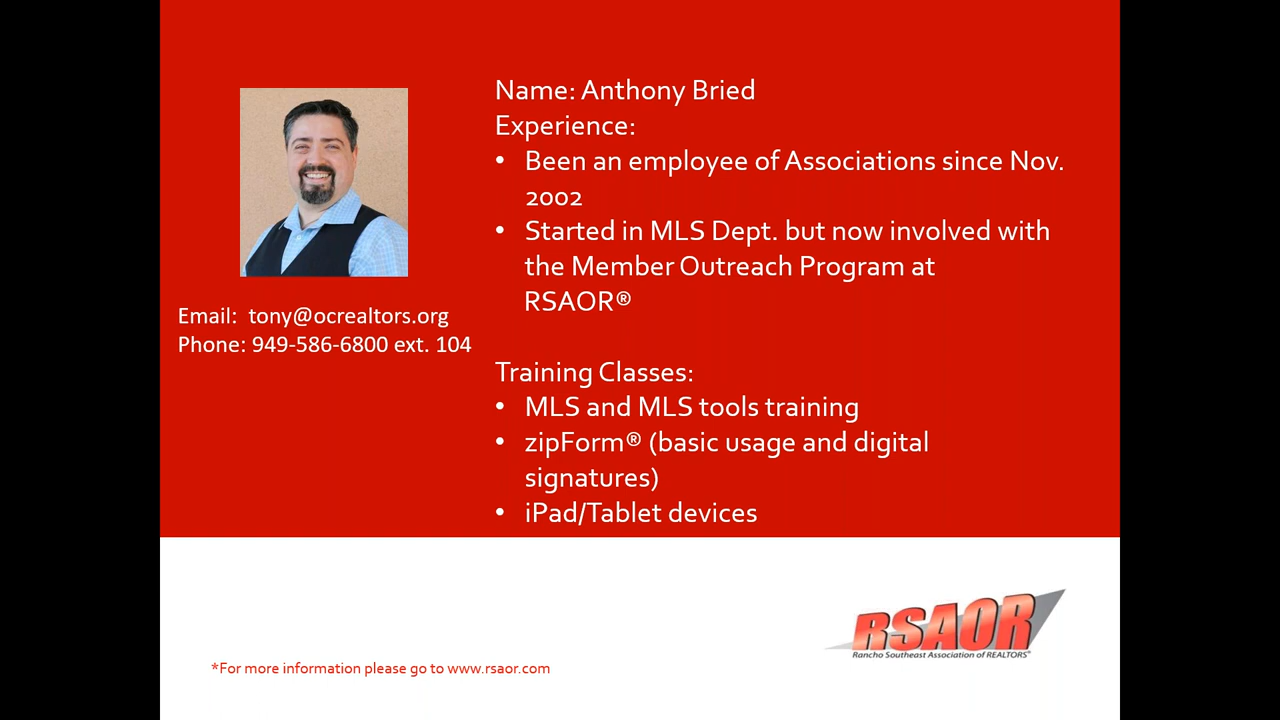 Name: Anthony Bried
Experience:
• Been an employee of Associations since Nov.
2002
• Started in MLS Dept. but now involved with
the Member Outreach Program at
RSAOR®
Email: tony@ocrealtors.org
Phone: 949-586-6800 ext. 104
Training Classes:
• MLS and MLS tools training
• zipForm® (basic usage and digital
signatures)
• iPad/Tablet devices
RSAOR
Rancho Southeast Association of REALTORS®
*For more information please go to www.rsaor.com